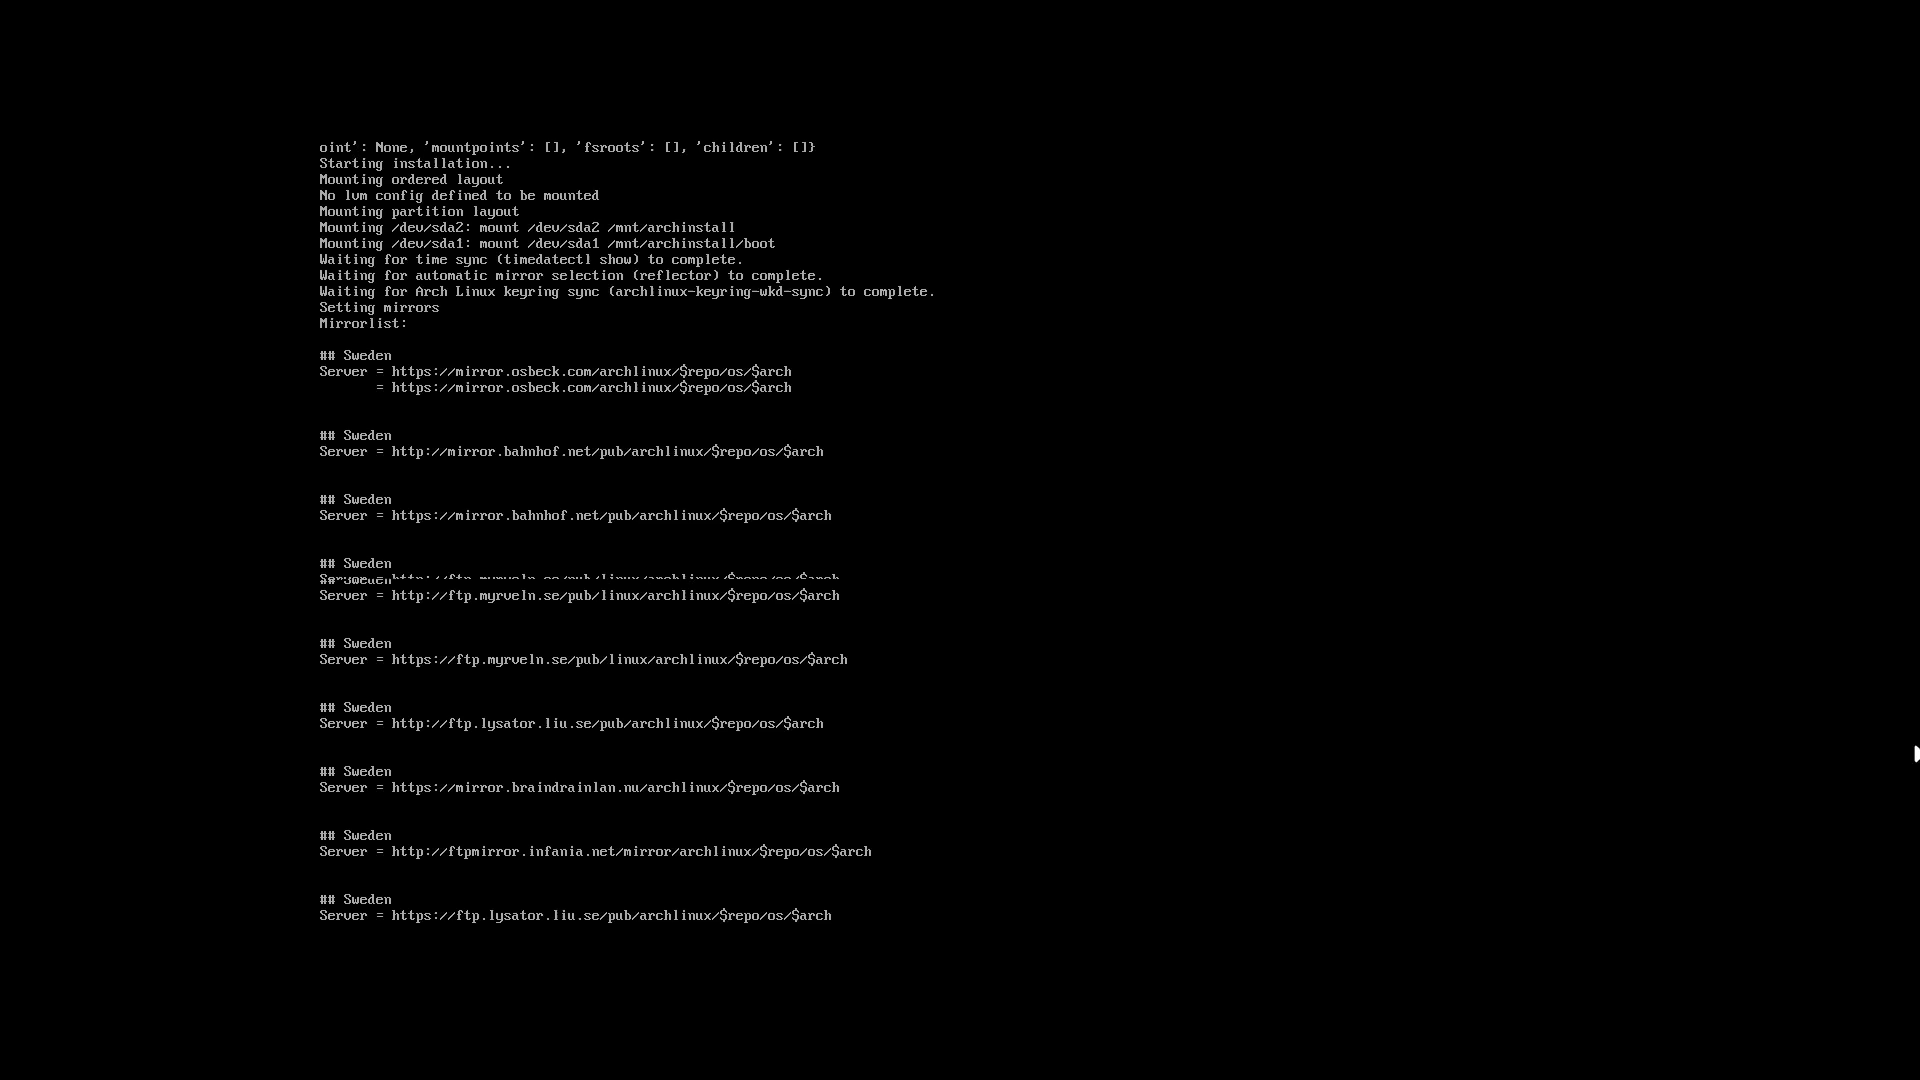 oint': None, 'mountpoints': [], 'fsroots': [], 'children': []}
Starting installation...
Mounting ordered layout
No lvm config defined to be mounted
Mounting partition layout
Mounting /dev/sda2: mount /dev/sda2 /mnt/archinstall
Mounting /dev/sda1: mount /dev/sda1 /mnt/archinstall/boot
Waiting for time sync (timedatectl show) to complete.
Waiting for automatic mirror selection (reflector) to complete.
Waiting for Arch Linux keyring sync (archlinux-keyring-wkd-sync) to complete.
Setting mirrors
Mirrorlist:
## Sweden
Server = https://mirror.osbeck.com/archlinux/$repo/os/$arch
= https://mirror.osbeck.com/archlinux/$repo/os/$arch
## Sweden
Server = http://mirror.bahnhof.net/pub/archlinux/$repo/os/$arch
## Sweden
Server = https://mirror.bahnhof.net/pub/archlinux/$repo/os/$arch
## Sweden
Server = http://ftp.myrveln.se/pub/linux/archlinux/$repo/os/$arch
## Sweden
Server = https://ftp.myrveln.se/pub/linux/archlinux/$repo/os/$arch
## Sweden
Server = http://ftp.lysator.liu.se/pub/archlinux/$repo/os/$arch
## Sweden
Server = https://mirror.braindrainlan.nu/archlinux/$repo/os/$arch
## Sweden
Server = http://ftpmirror.infania.net/mirror/archlinux/$repo/os/$arch
## Sweden
Server = https://ftp.lysator.liu.se/pub/archlinux/$repo/os/$arch